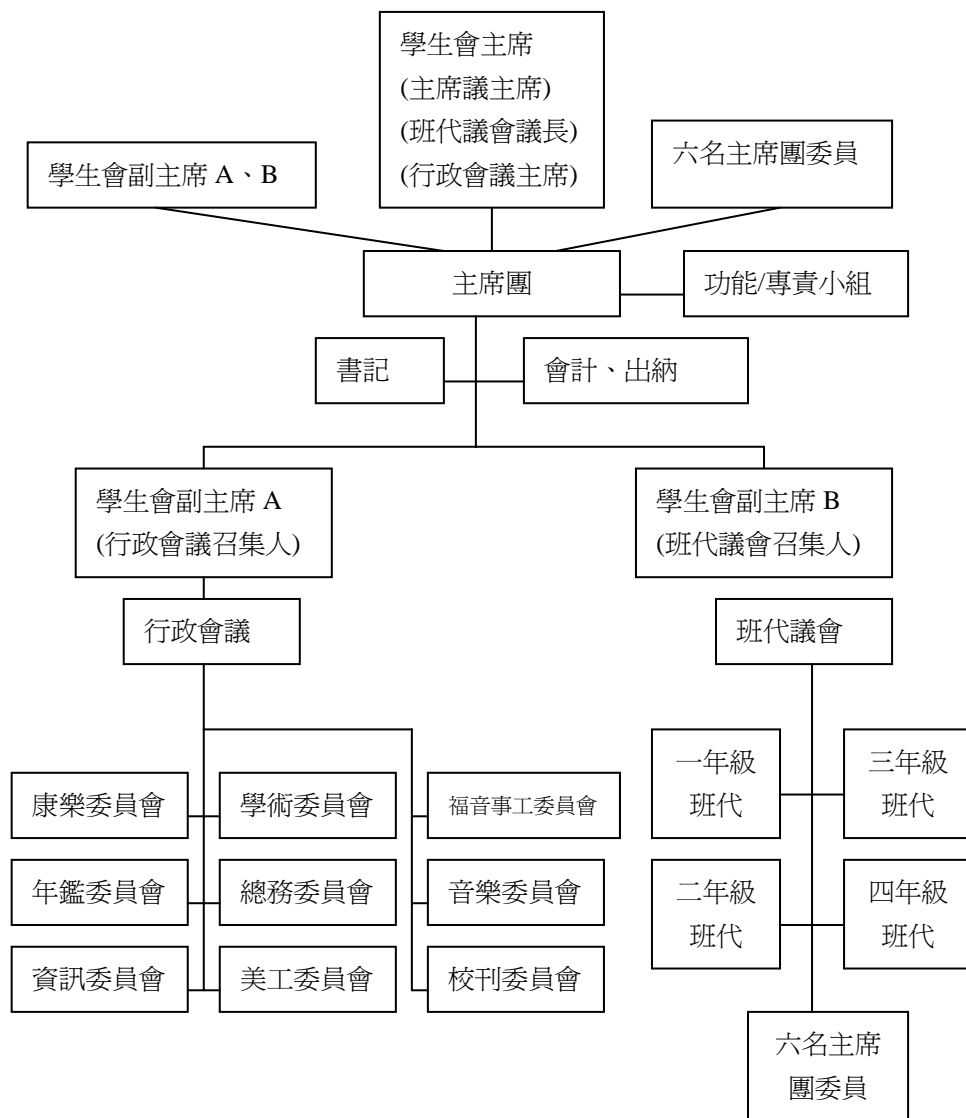 學生會主席
(主席議主席)
(班代議會議長)
(行政會議主席)
學生會副主席 A、B
六名主席團委員
主席團
功能/專責小組
書記
會計、出納
學生會副主席 A
(行政會議召集人)
學生會副主席 B
(班代議會召集人)
行政會議
班代議會
一年級
班代
三年級
班代
康樂委員會
學術委員會
福音事工委員會
年鑑委員會
總務委員會
音樂委員會
二年級
班代
四年級
班代
資訊委員會
美工委員會
校刊委員會
六名主席
團委員